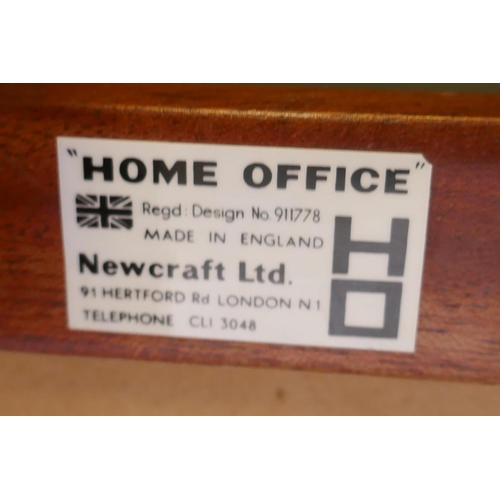 "HOME OFFICE"
Regd: Design No. 911778
MADE IN ENGLAND
Newcraft Ltd.
91 HERTFORD Rd LONDON N1
TELEPHONE CLI 3048
H
O